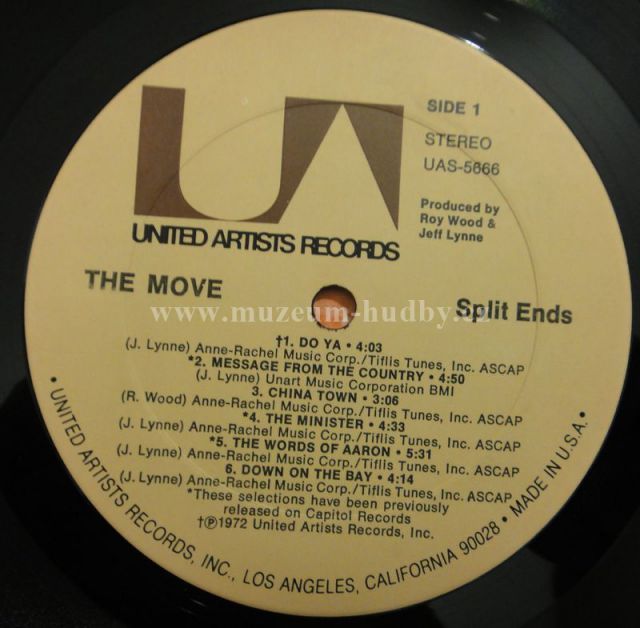 UA
SIDE 1
STEREO
UAS-5666
Produced by
Roy Wood &
Jeff Lynne
UNITED ARTISTS RECORDS
THE MOVE
Split Ends
www.muzeum-hudby.cz
†1. DO YA • 4:03
(J. Lynne) Anne-Rachel Music Corp./Tiflis Tunes, Inc. ASCAP
*2. MESSAGE FROM THE COUNTRY • 4:50
(J. Lynne) Unart Music Corporation BMI
3. CHINA TOWN • 3:06
(R. Wood) Anne-Rachel Music Corp./Tiflis Tunes, Inc. ASCAP
*4. THE MINISTER • 4:33
(J. Lynne) Anne-Rachel Music Corp./Tiflis Tunes, Inc. ASCAP
*5. THE WORDS OF AARON • 5:31
(J. Lynne) Anne-Rachel Music Corp./Tiflis Tunes, Inc. ASCAP
6. DOWN ON THE BAY • 4:14
(J. Lynne) Anne-Rachel Music Corp./Tiflis Tunes, Inc. ASCAP
*These selections have been previously
released on Capitol Records
†℗1972 United Artists Records, Inc.
• UNITED ARTISTS RECORDS, INC., LOS ANGELES, CALIFORNIA 90028 • MADE IN U.S.A. •